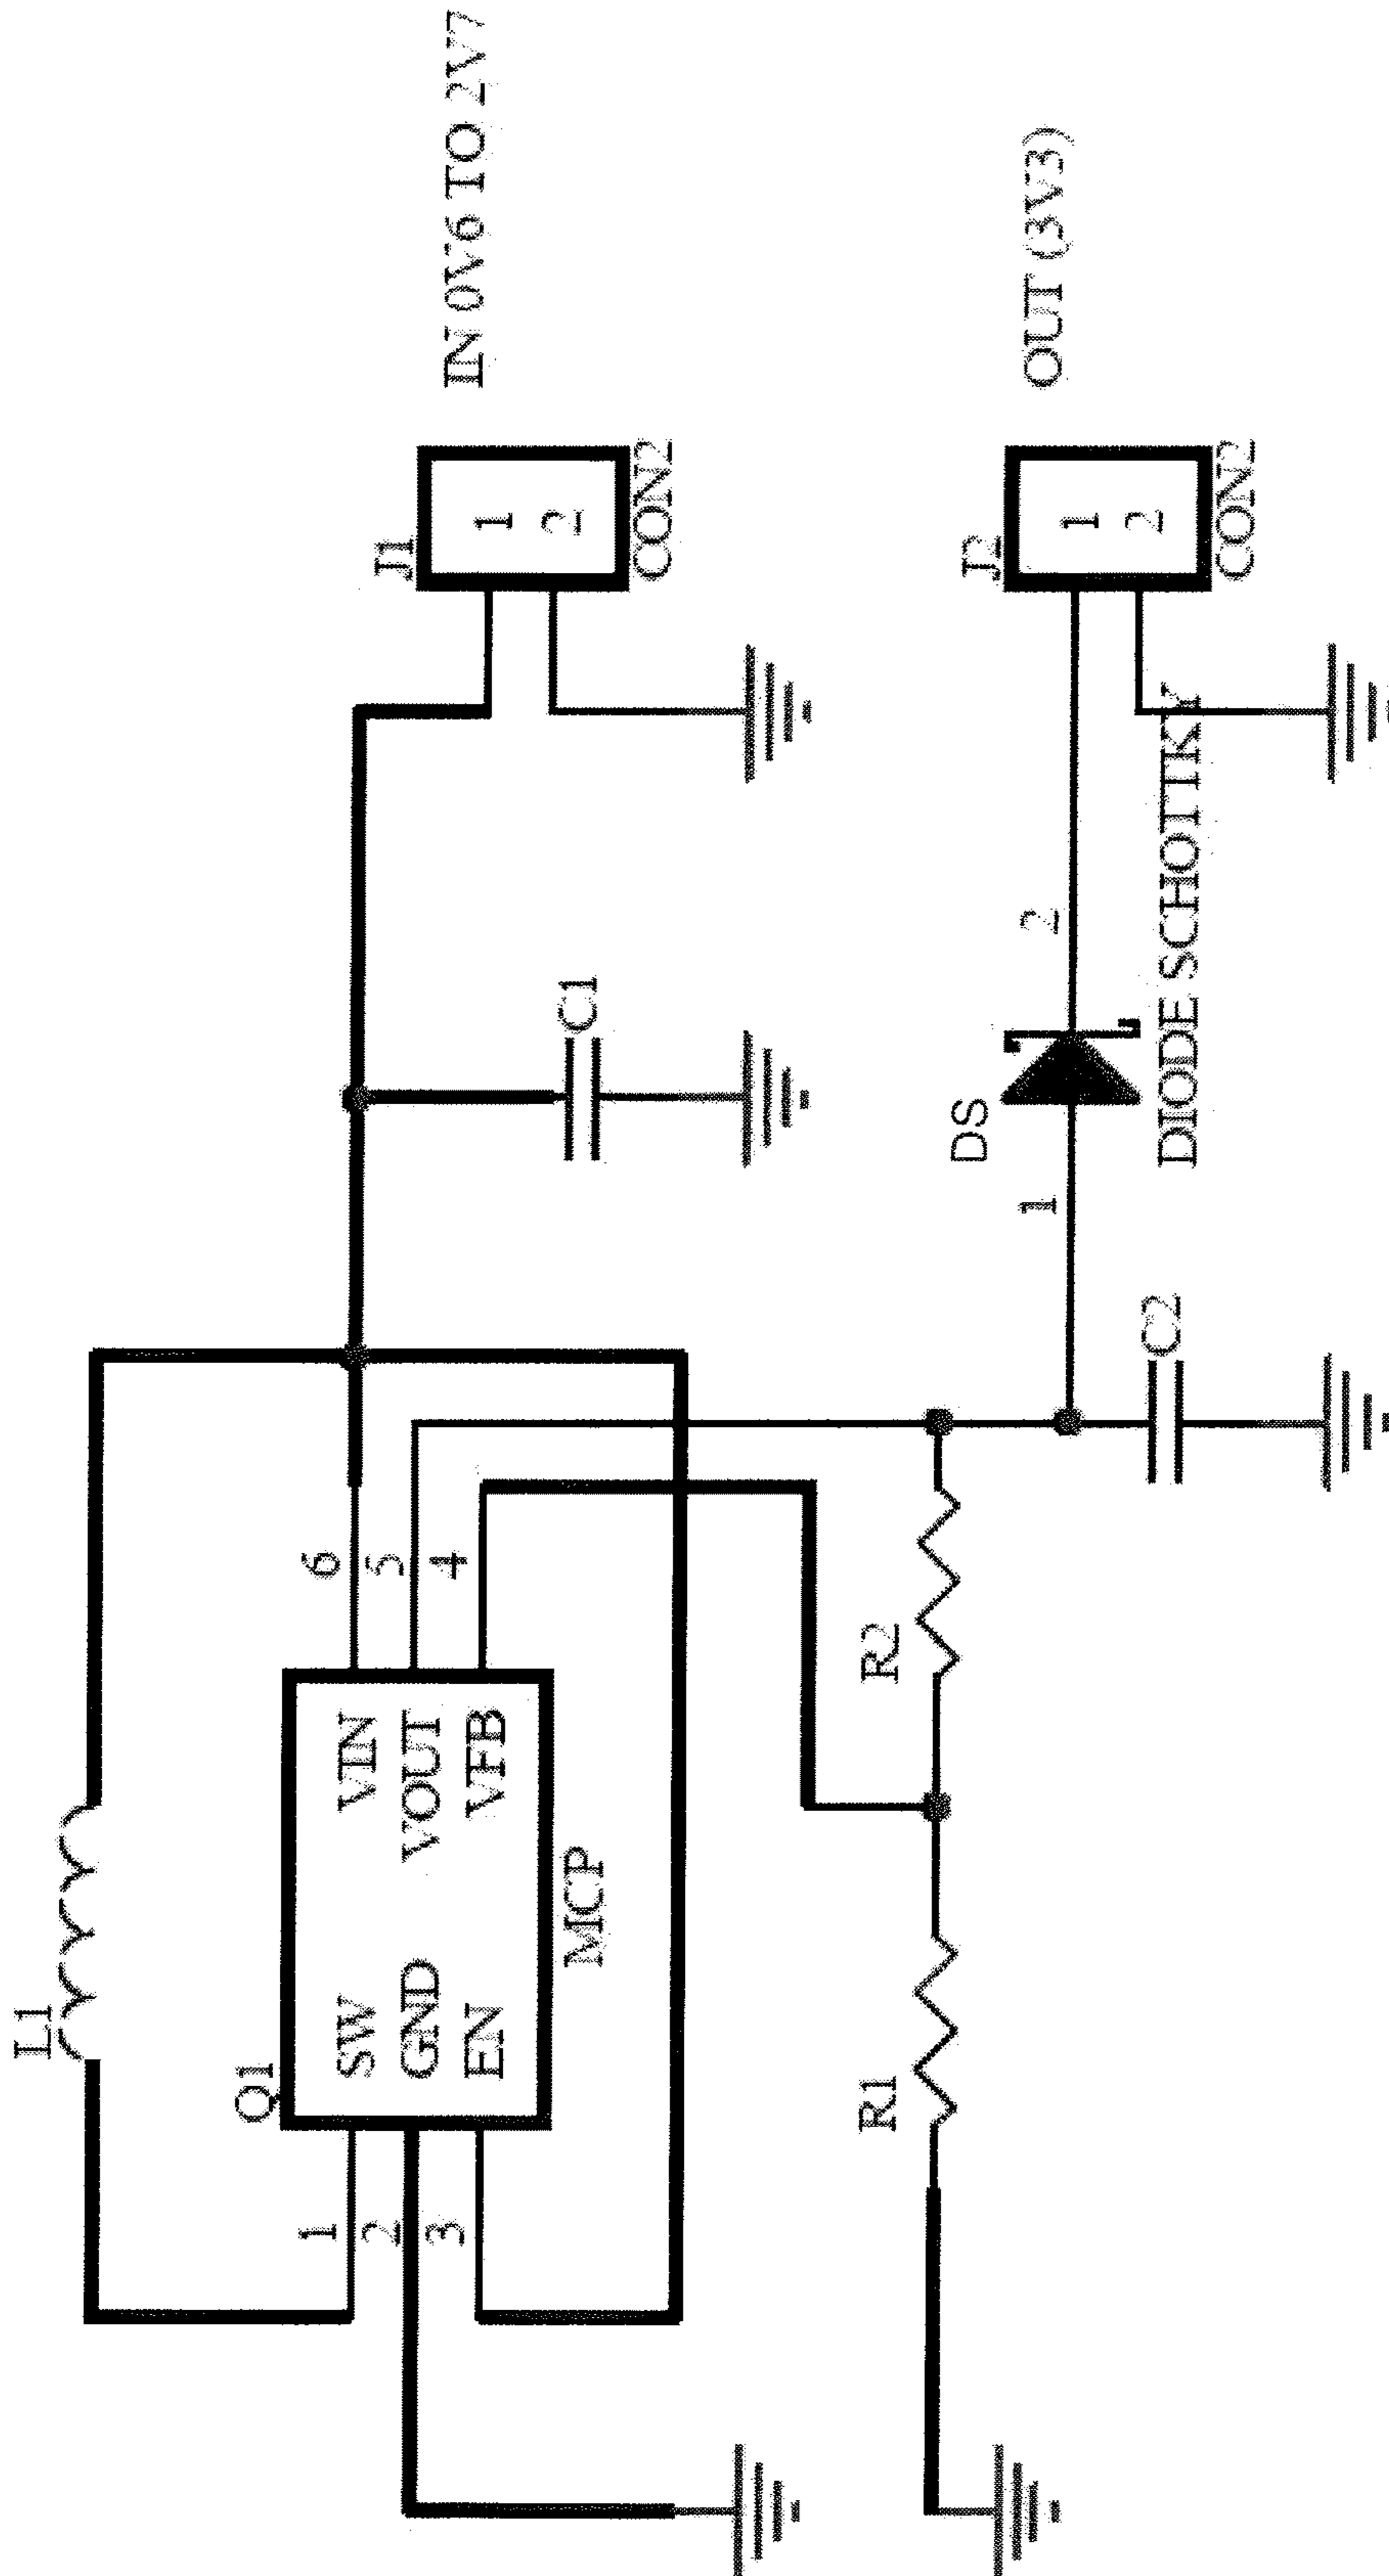 L1
Q1
SW
GND
EN
VIN
VOUT
VFB
MCP
1
2
3
6
5
4
C1
J1
1
2
CON2
IN 0V6 TO 2V7
R1
R2
C2
DS
1
2
DIODE SCHOTTKY
J2
1
2
CON2
OUT (3V3)